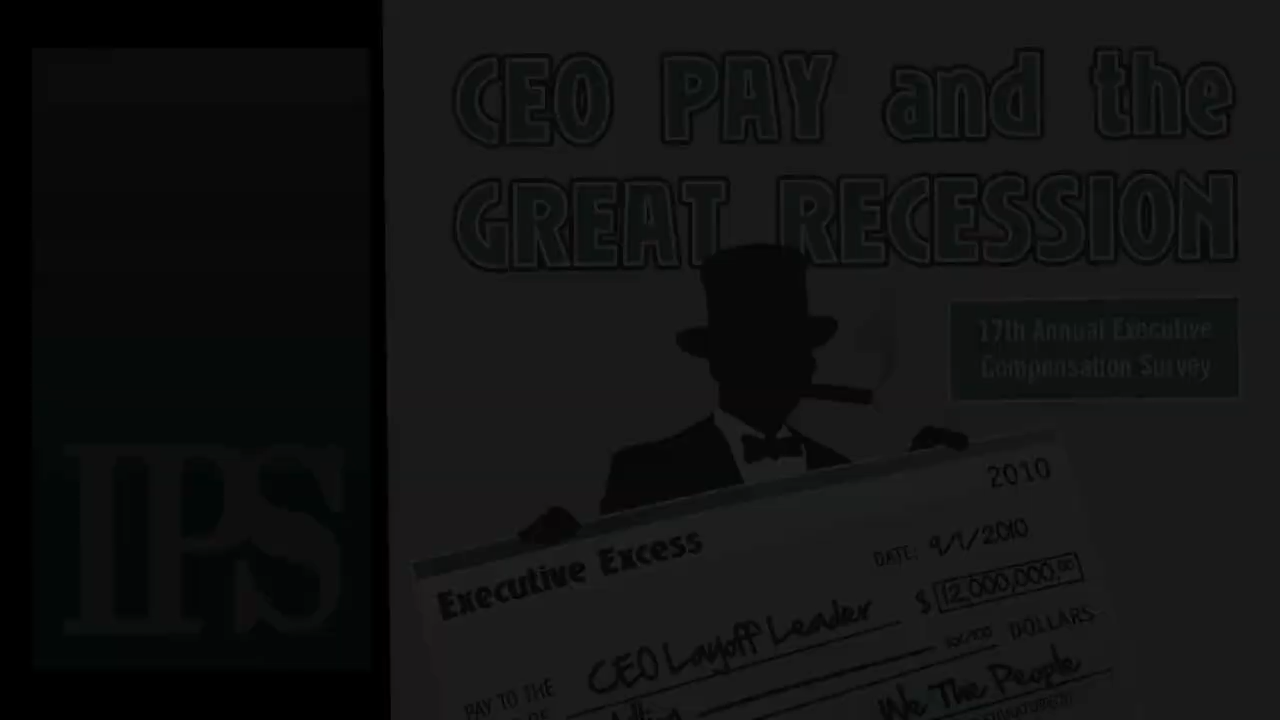 CEO PAY and the
GREAT RECESSION
17th Annual Executive
Compensation Survey
IPS
2010
Executive Excess
DATE: 9/1/2010
PAY TO THE
CEO Layoff Leader
$ 12,000,000.00
DOLLARS
We The People